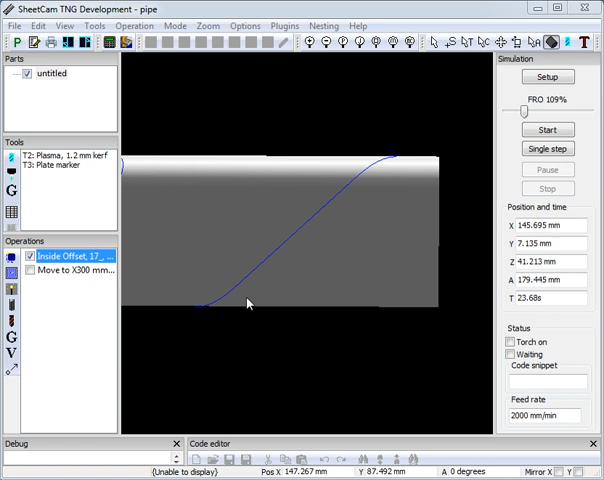 SheetCam TNG Development - pipe
File Edit View Tools Operation Mode Zoom Options Plugins Nesting Help
Parts
untitled
Tools
T2: Plasma, 1.2 mm kerf
T3: Plate marker
Operations
Inside Offset, 17_, ...
Move to X300 mm...
Simulation
Setup
FRO 109%
Start
Single step
Pause
Stop
Position and time
X 145.695 mm
Y 7.135 mm
Z 41.213 mm
A 179.445 mm
T 23.68s
Status
Torch on
Waiting
Code snippet
Feed rate
2000 mm/min
Debug
Code editor
(Unable to display) Pos X 147.267 mm Y 87.492 mm A 0 degrees Mirror X Y